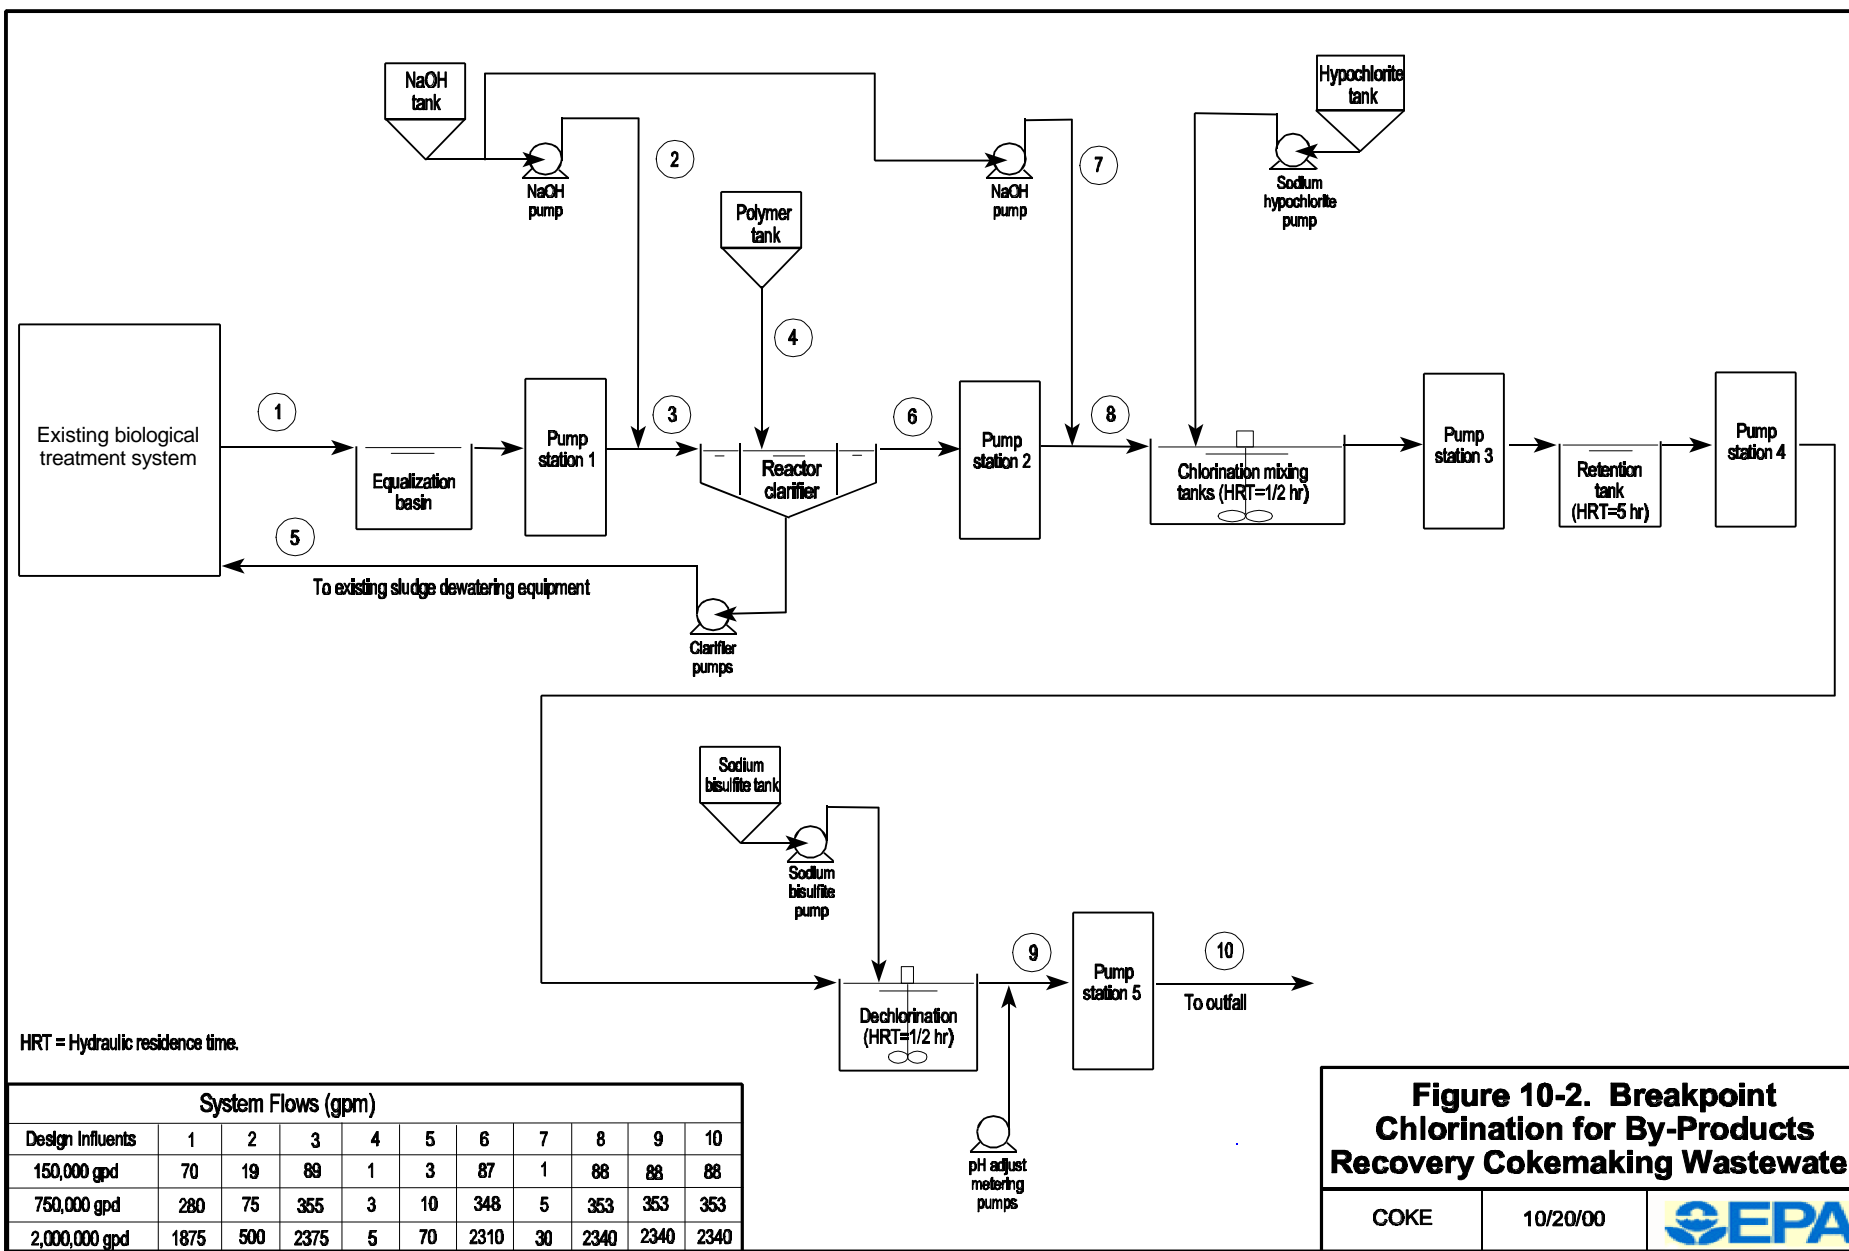 NaOH
tank
Hypochlorite
tank
2
7
NaOH
pump
NaOH
pump
Sodium
hypochlorite
pump
Polymer
tank
4
Existing biological
treatment system
1
Equalization
basin
Pump
station 1
3
Reactor
clarifier
6
Pump
station 2
8
Chlorination mixing
tanks (HRT=1/2 hr)
Pump
station 3
Retention
tank
(HRT=5 hr)
Pump
station 4
5
To existing sludge dewatering equipment
Clarifier
pumps
Sodium
bisulfite tank
Sodium
bisulfite
pump
Dechlorination
(HRT=1/2 hr)
9
Pump
station 5
10
To outfall
pH adjust
metering
pumps
HRT = Hydraulic residence time.
System Flows (gpm)
Design Influents 1 2 3 4 5 6 7 8 9 10
150,000 gpd 70 19 89 1 3 87 1 88 88 88
750,000 gpd 280 75 355 3 10 348 5 353 353 353
2,000,000 gpd 1875 500 2375 5 70 2310 30 2340 2340 2340
Figure 10-2. Breakpoint
Chlorination for By-Products
Recovery Cokemaking Wastewate
COKE 10/20/00 EPA